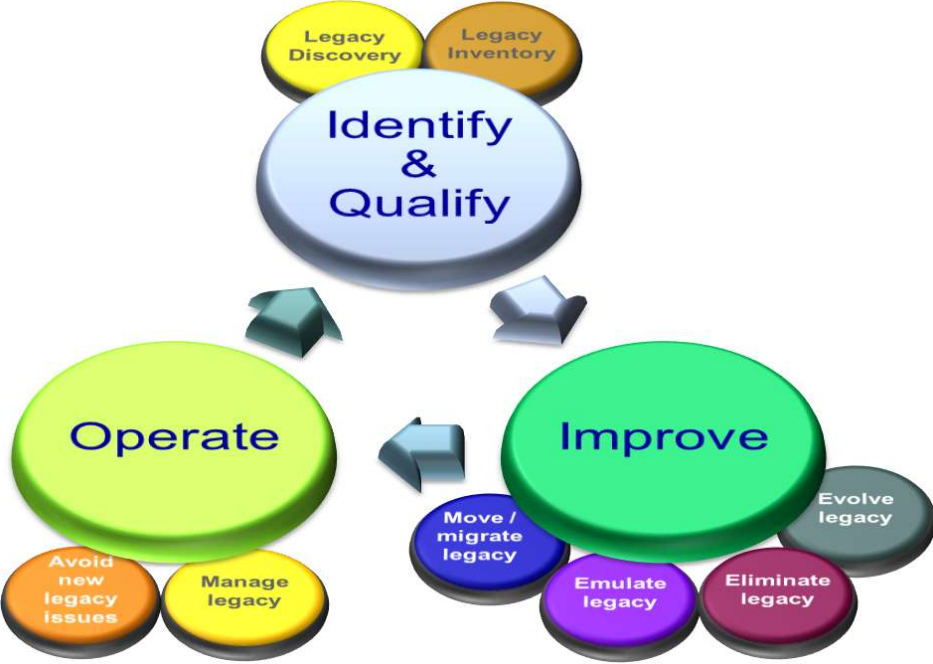 Legacy
Discovery
Legacy
Inventory
Identify
&
Qualify
Operate
Improve
Avoid
new
legacy
issues
Manage
legacy
Move /
migrate
legacy
Emulate
legacy
Eliminate
legacy
Evolve
legacy